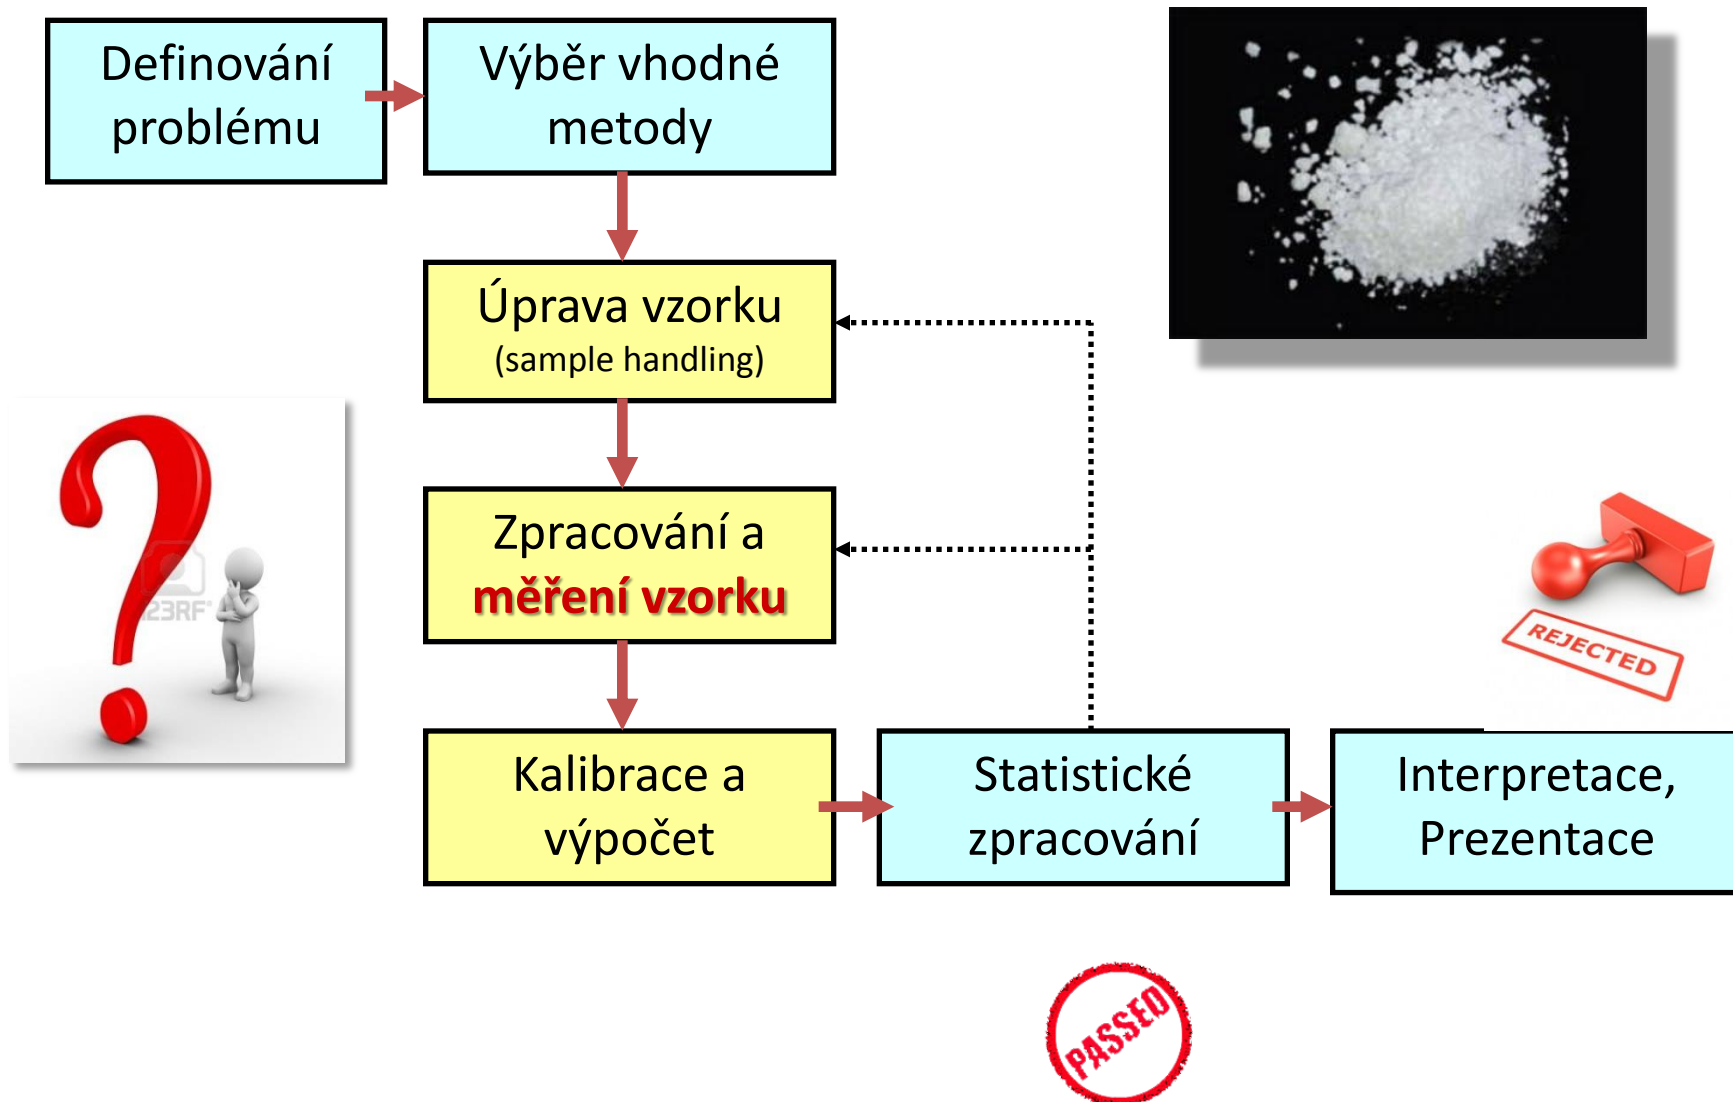 Definování
problému
Výběr vhodné
metody
Úprava vzorku
(sample handling)
Zpracování a
měření vzorku
123RF®
REJECTED
Kalibrace a
výpočet
Statistické
zpracování
Interpretace,
Prezentace
PASSED